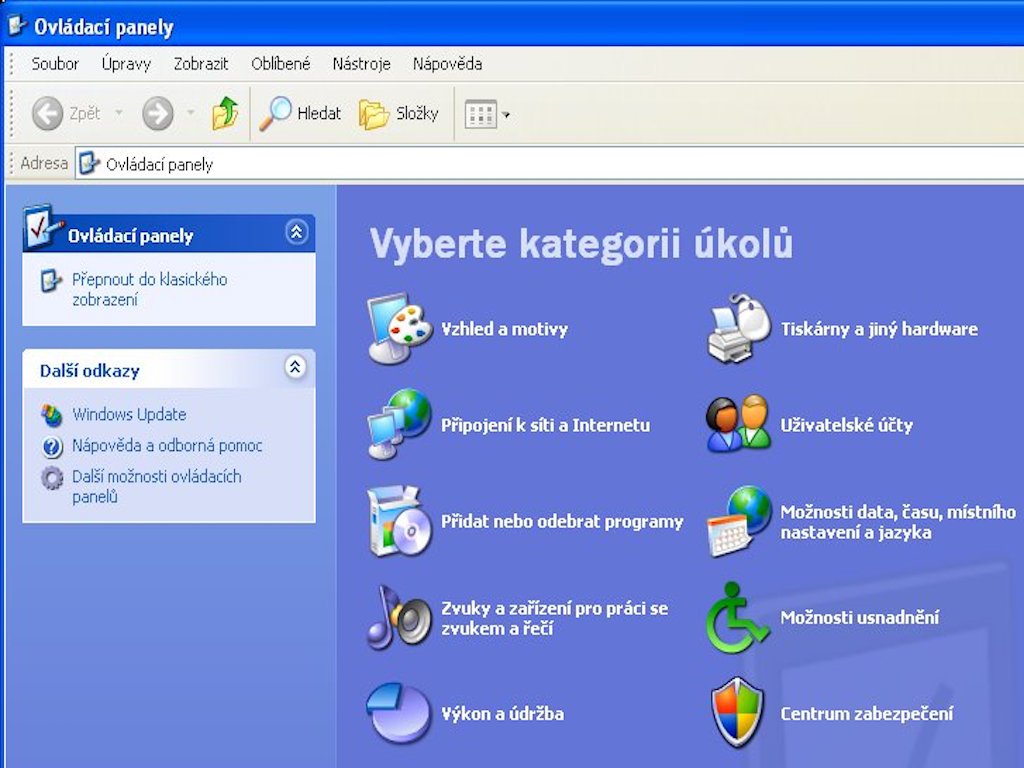 Ovládací panely
Soubor Úpravy Zobrazit Oblíbené Nástroje Nápověda
Zpět Hledat Složky
Adresa Ovládací panely
Ovládací panely
Přepnout do klasického
zobrazení
Další odkazy
Windows Update
Nápověda a odborná pomoc
Další možnosti ovládacích
panelů
Vyberte kategorii úkolů
Vzhled a motivy
Tiskárny a jiný hardware
Připojení k síti a Internetu
Uživatelské účty
Přidat nebo odebrat programy
Možnosti data, času, místního
nastavení a jazyka
Zvuky a zařízení pro práci se
zvukem a řečí
Možnosti usnadnění
Výkon a údržba
Centrum zabezpečení